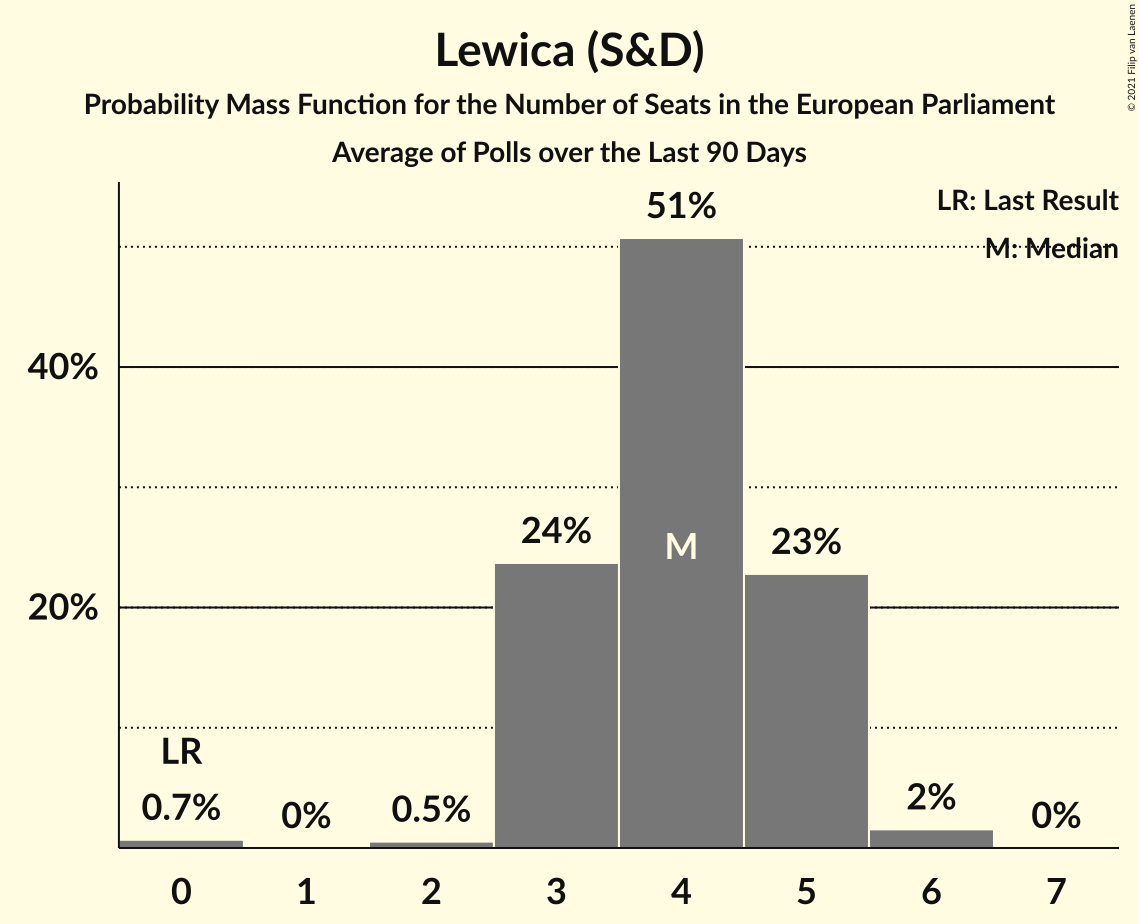 Lewica (S&D)
Probability Mass Function for the Number of Seats in the European Parliament
Average of Polls over the Last 90 Days
© 2021 Filip van Laenen
LR: Last Result
M: Median
51%
40%
24%
M
23%
20%
LR
0.7%
0%
0.5%
2%
0%
0 1 2 3 4 5 6 7